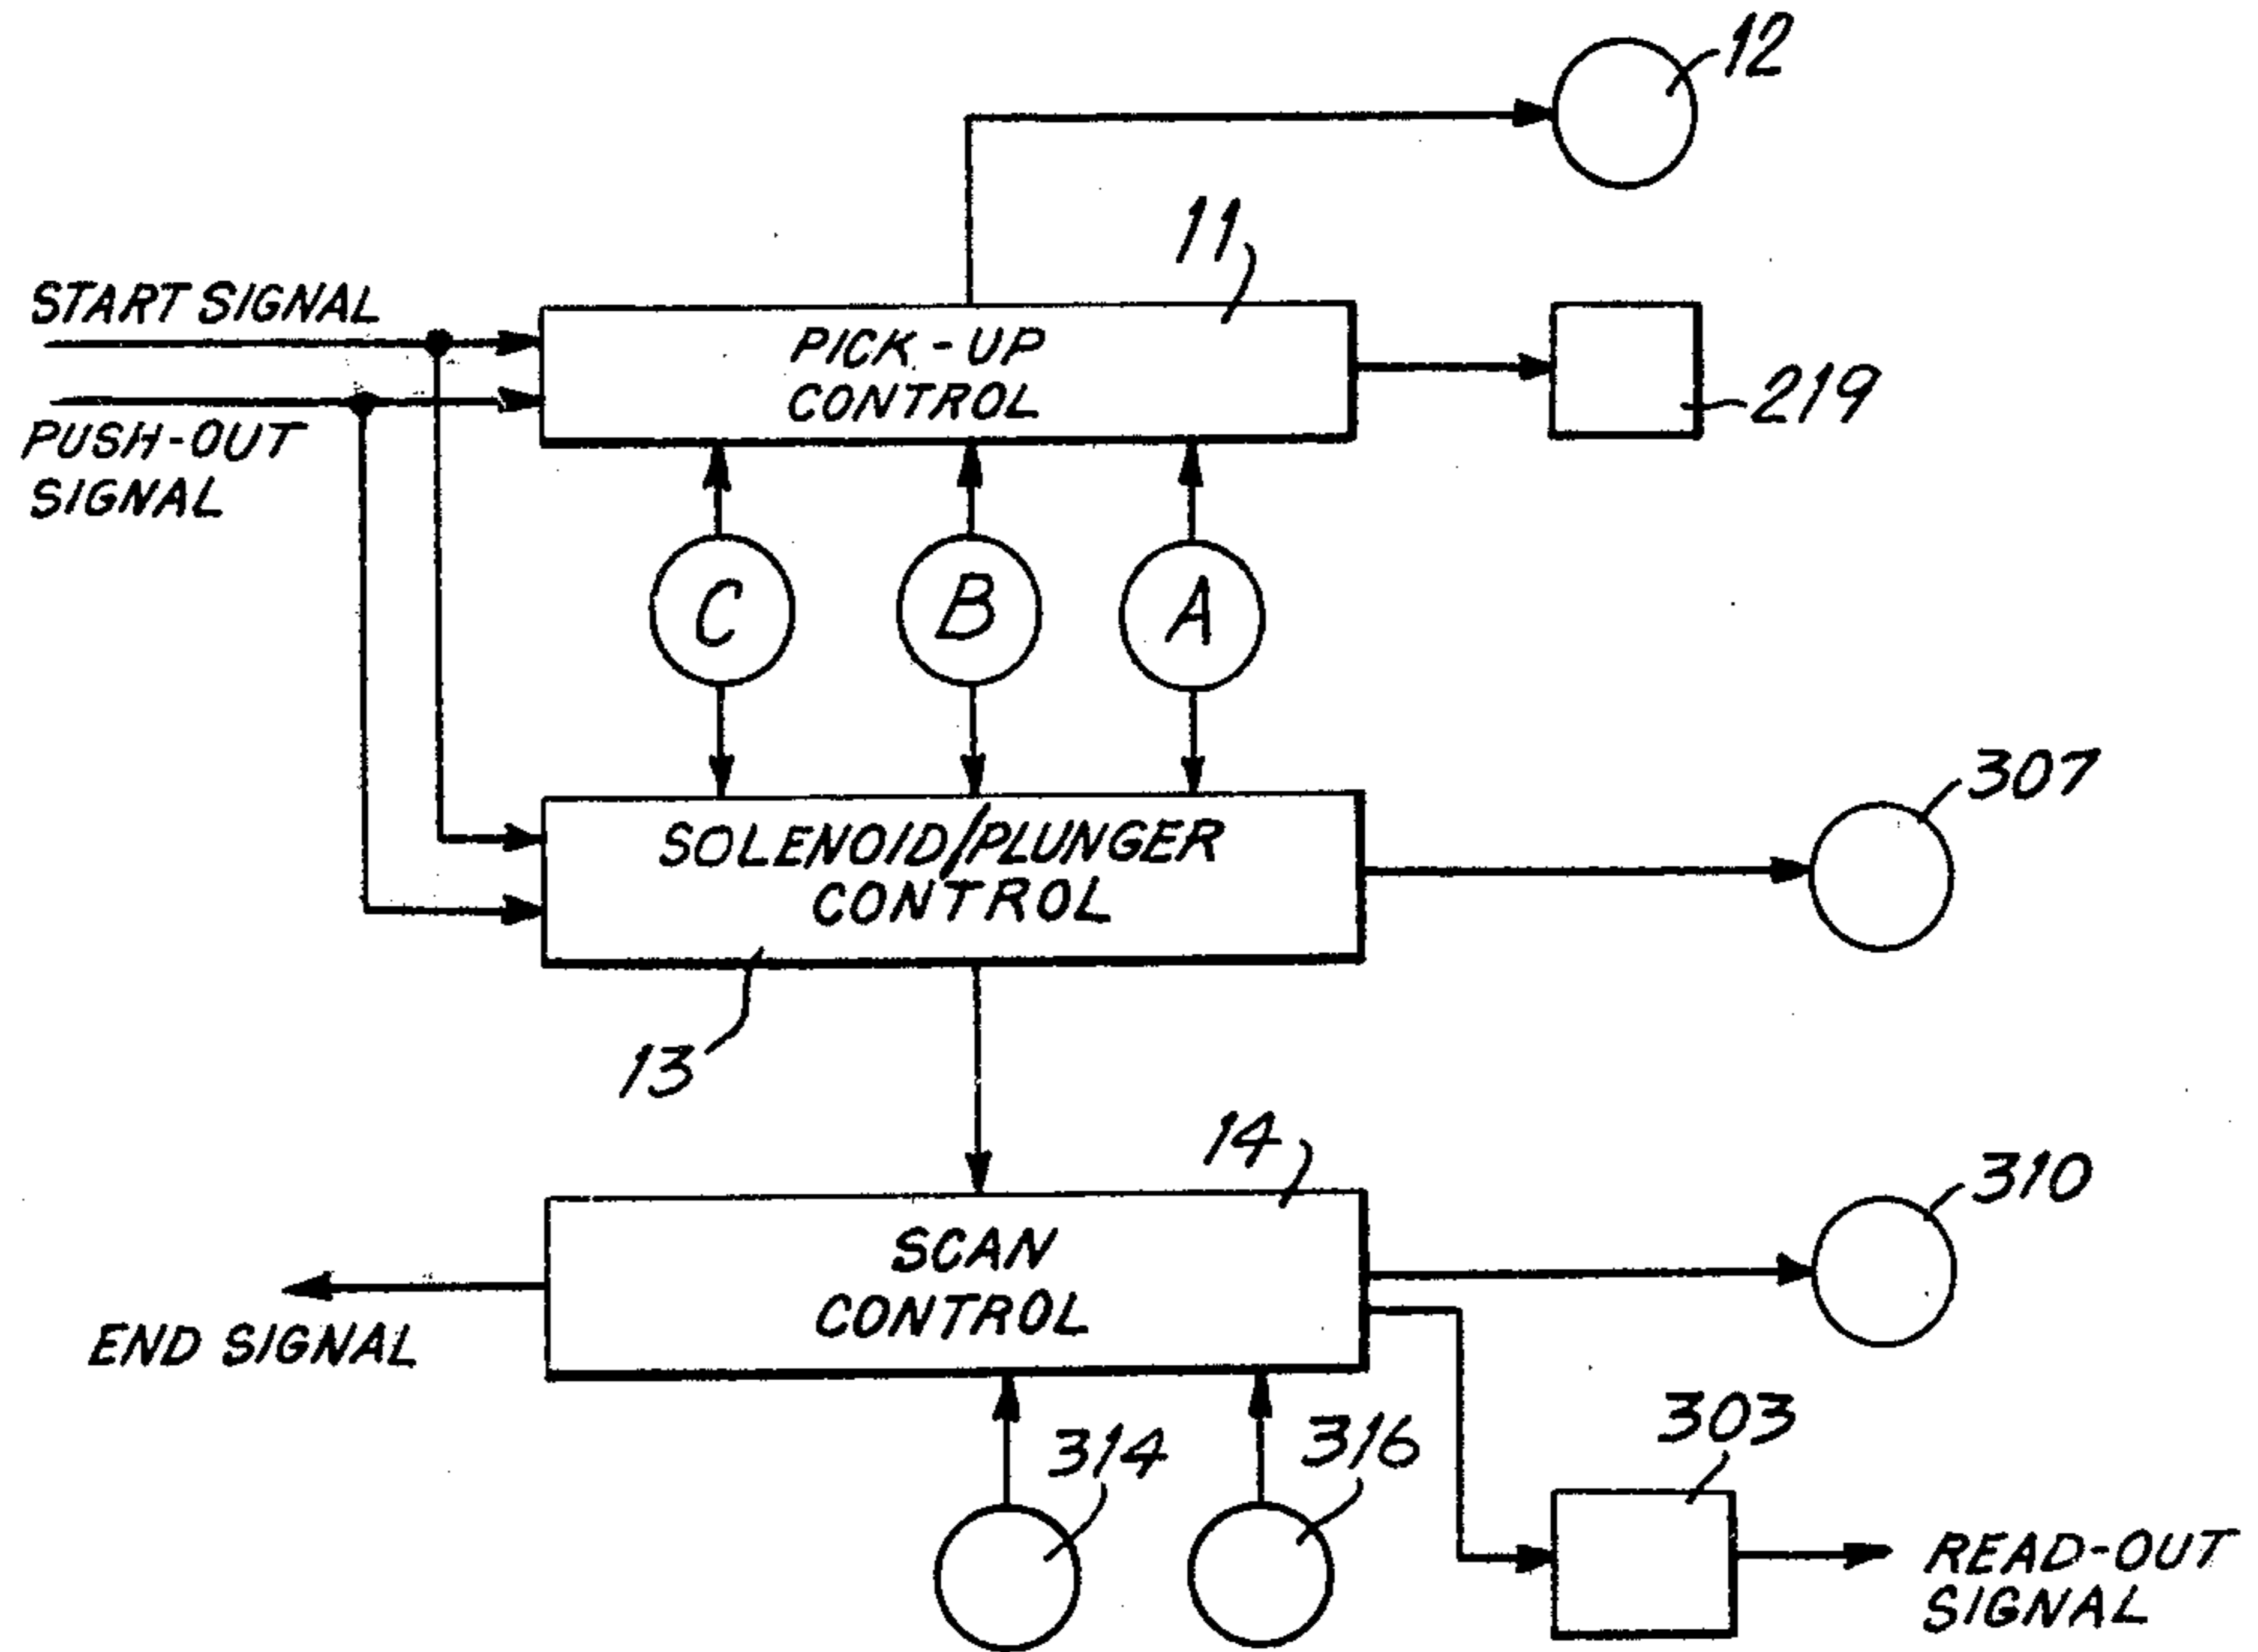 12
11
START SIGNAL
PICK-UP
CONTROL
219
PUSH-OUT
SIGNAL
C
B
A
307
SOLENOID/PLUNGER
CONTROL
13
14
310
SCAN
CONTROL
END SIGNAL
303
314
316
READ-OUT
SIGNAL